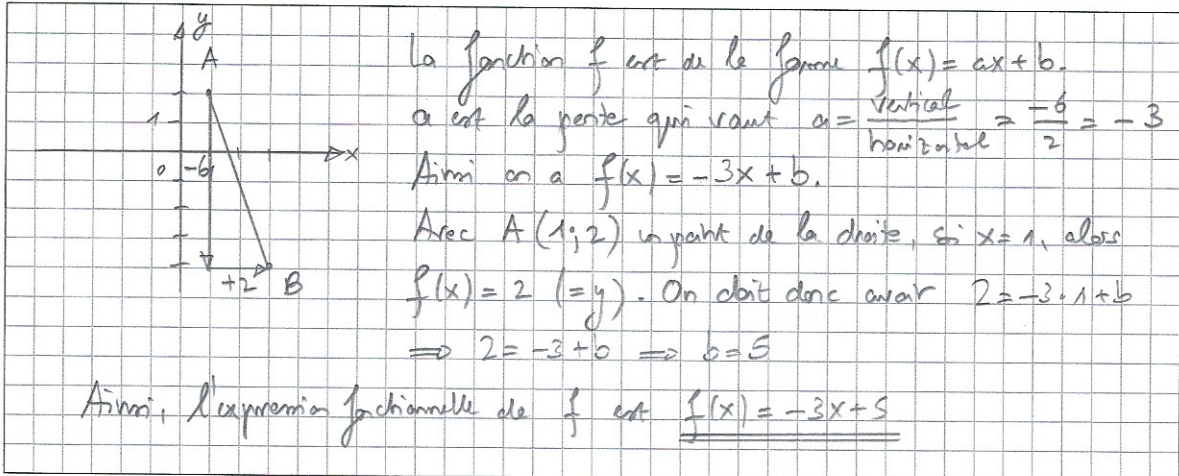 y
A
1
x
0
-6
+2
B
La fonction f est de la forme f(x) = ax + b.
a est la pente qui vaut a = vertical/horizontal = -6/2 = -3
Ainsi on a f(x) = -3x + b.
Avec A (1;2) un point de la droite, si x = 1, alors
f(x) = 2 (=y). On doit donc avoir 2 = -3·1 + b
⇒ 2 = -3 + b ⇒ b = 5
Ainsi, l'expression fonctionnelle de f est f(x) = -3x + 5